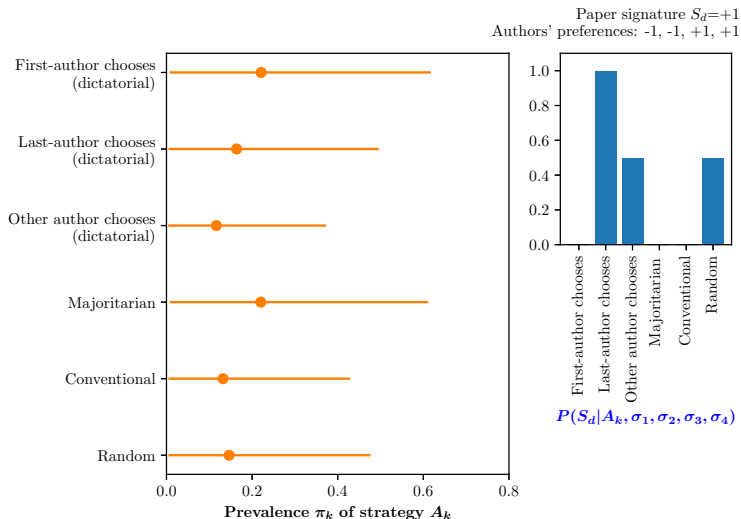 Paper signature S_d=+1
Authors' preferences: -1, -1, +1, +1
First-author chooses
(dictatorial)
Last-author chooses
(dictatorial)
Other author chooses
(dictatorial)
Majoritarian
Conventional
Random
0.0 0.2 0.4 0.6 0.8
Prevalence π_k of strategy A_k
1.0
0.8
0.6
0.4
0.2
0.0
First-author chooses
Last-author chooses
Other author chooses
Majoritarian
Conventional
Random
P(S_d|A_k, σ_1, σ_2, σ_3, σ_4)